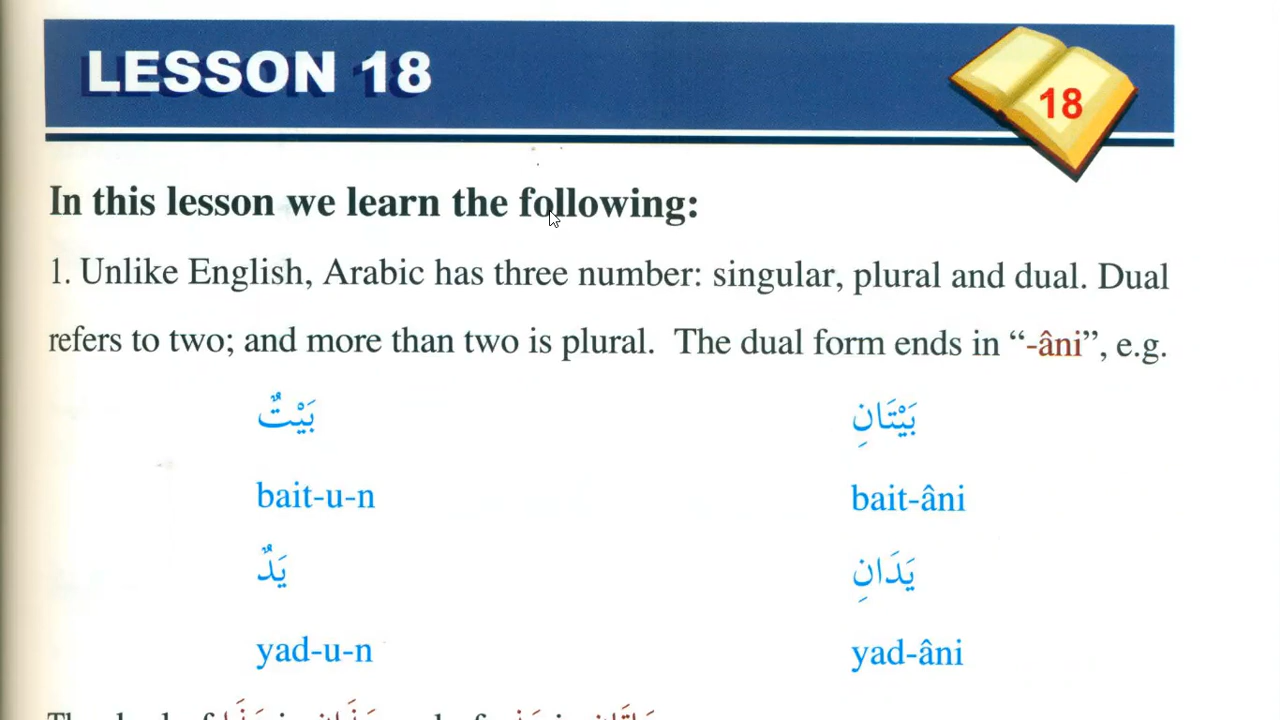 LESSON 18
18
In this lesson we learn the following:
1. Unlike English, Arabic has three number: singular, plural and dual. Dual
refers to two; and more than two is plural. The dual form ends in “-âni”, e.g.
بَيْتٌ بَيْتَانِ
bait-u-n bait-âni
يَدٌ يَدَانِ
yad-u-n yad-âni